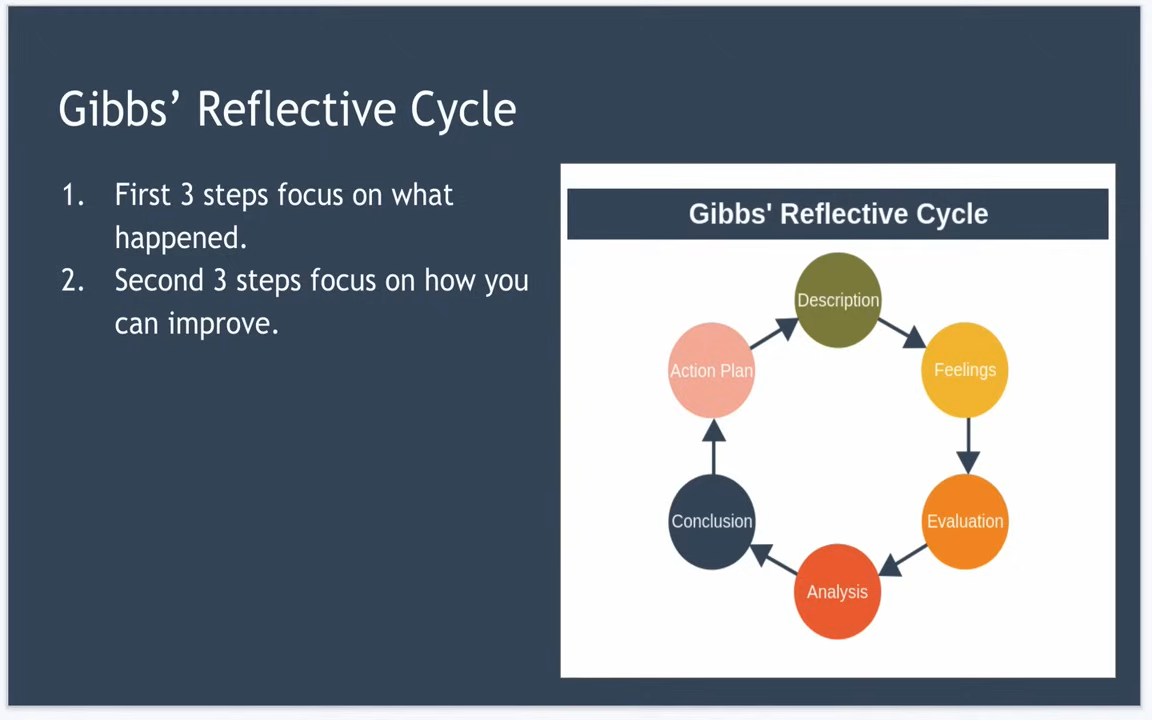 Gibbs’ Reflective Cycle
1. First 3 steps focus on what
happened.
2. Second 3 steps focus on how you
can improve.
Gibbs' Reflective Cycle
Description
Feelings
Evaluation
Analysis
Conclusion
Action Plan